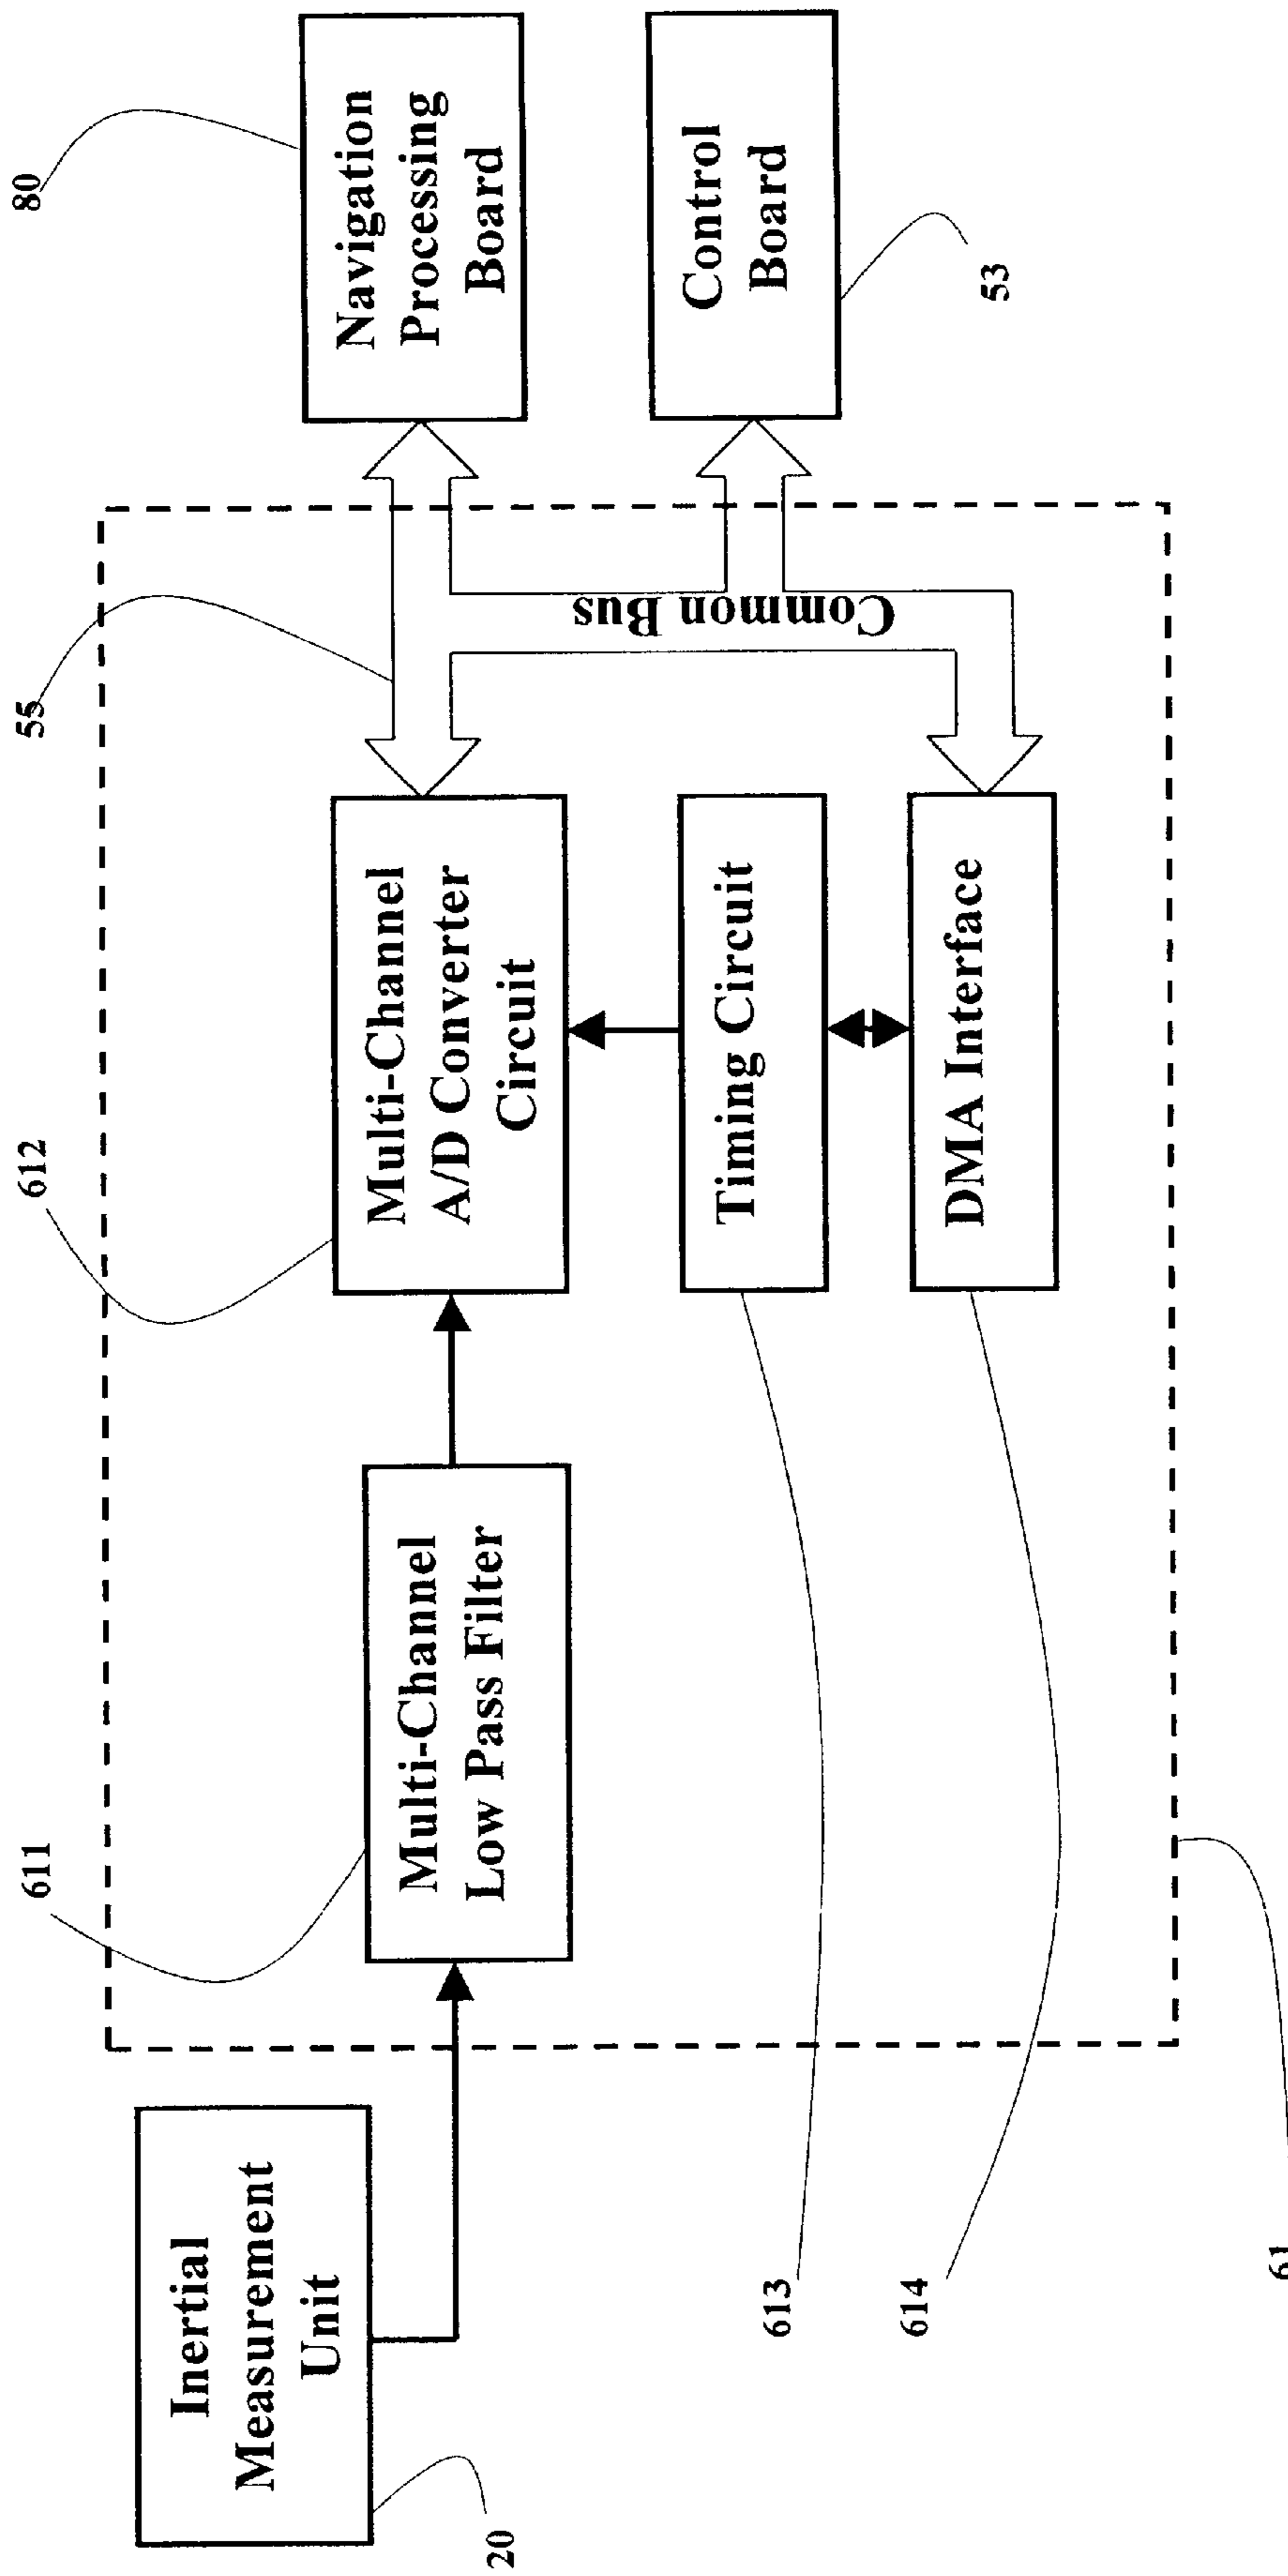 80
Navigation
Processing
Board
Control
Board
53
55
Common Bus
612
Multi-Channel
A/D Converter
Circuit
Timing Circuit
DMA Interface
611
Multi-Channel
Low Pass Filter
613
614
Inertial
Measurement
Unit
20
61